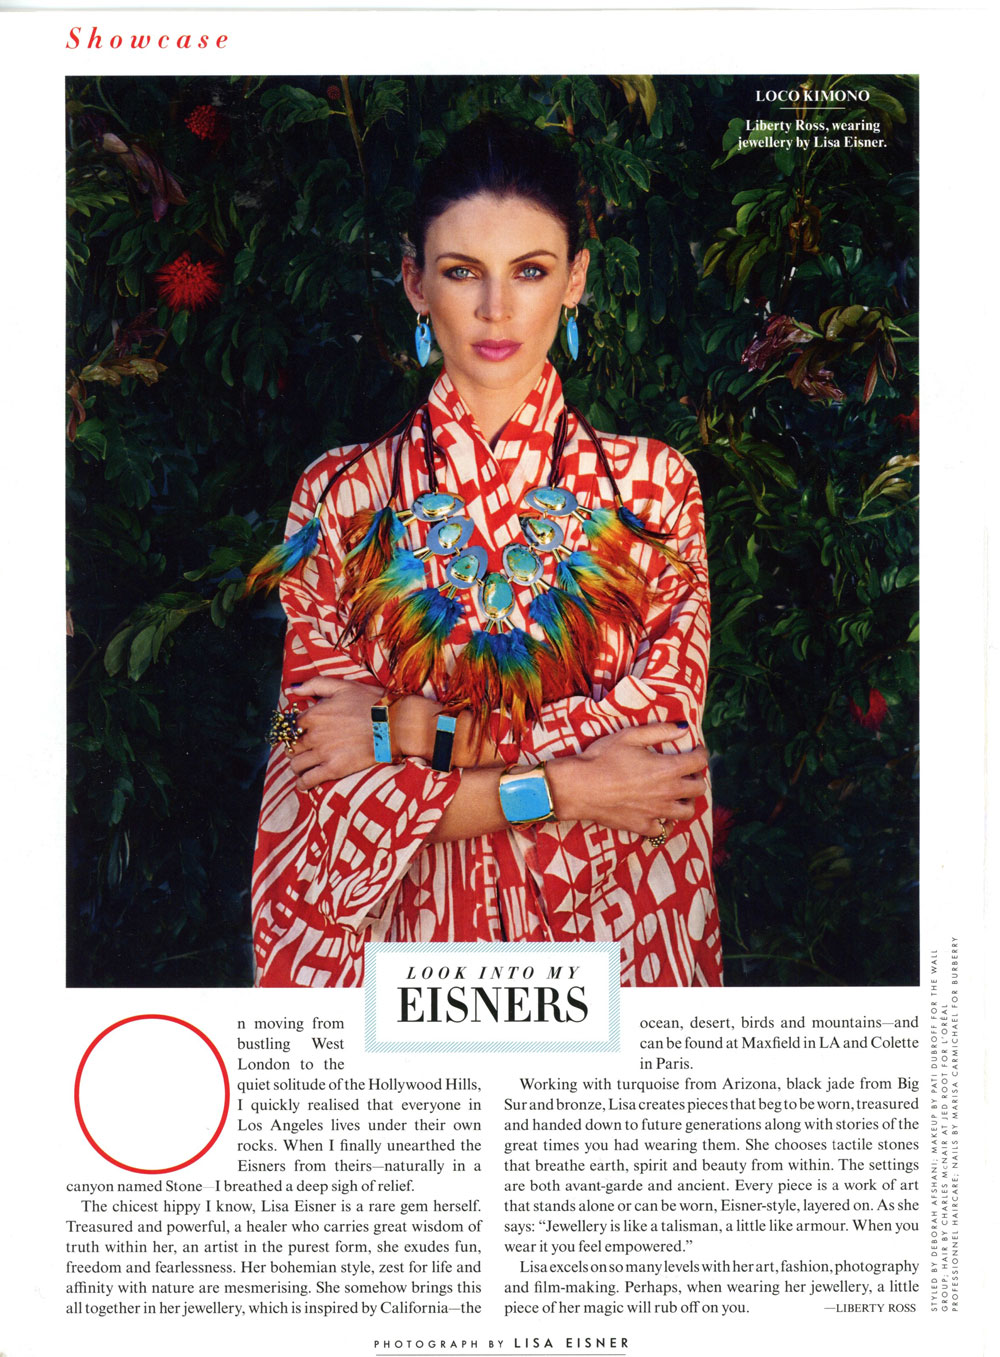 Showcase
LOCO KIMONO
Liberty Ross, wearing
jewellery by Lisa Eisner.
LOOK INTO MY
EISNERS
On moving from
bustling West
London to the
quiet solitude of the Hollywood Hills,
I quickly realised that everyone in
Los Angeles lives under their own
rocks. When I finally unearthed the
Eisners from theirs—naturally in a
canyon named Stone—I breathed a deep sigh of relief.
The chicest hippy I know, Lisa Eisner is a rare gem herself.
Treasured and powerful, a healer who carries great wisdom of
truth within her, an artist in the purest form, she exudes fun,
freedom and fearlessness. Her bohemian style, zest for life and
affinity with nature are mesmerising. She somehow brings this
all together in her jewellery, which is inspired by California—the
ocean, desert, birds and mountains—and
can be found at Maxfield in LA and Colette
in Paris.
Working with turquoise from Arizona, black jade from Big
Sur and bronze, Lisa creates pieces that beg to be worn, treasured
and handed down to future generations along with stories of the
great times you had wearing them. She chooses tactile stones
that breathe earth, spirit and beauty from within. The settings
are both avant-garde and ancient. Every piece is a work of art
that stands alone or can be worn, Eisner-style, layered on. As she
says: “Jewellery is like a talisman, a little like armour. When you
wear it you feel empowered.”
Lisa excels on so many levels with her art, fashion, photography
and film-making. Perhaps, when wearing her jewellery, a little
piece of her magic will rub off on you. —LIBERTY ROSS
STYLED BY DEBORAH AFSHANI; MAKEUP BY PATI DUBROFF FOR THE WALL
GROUP; HAIR BY CHARLES McNAIR AT JED ROOT FOR L'ORÉAL
PROFESSIONNEL HAIRCARE; NAILS BY MARISA CARMICHAEL FOR BURBERRY
PHOTOGRAPH BY LISA EISNER